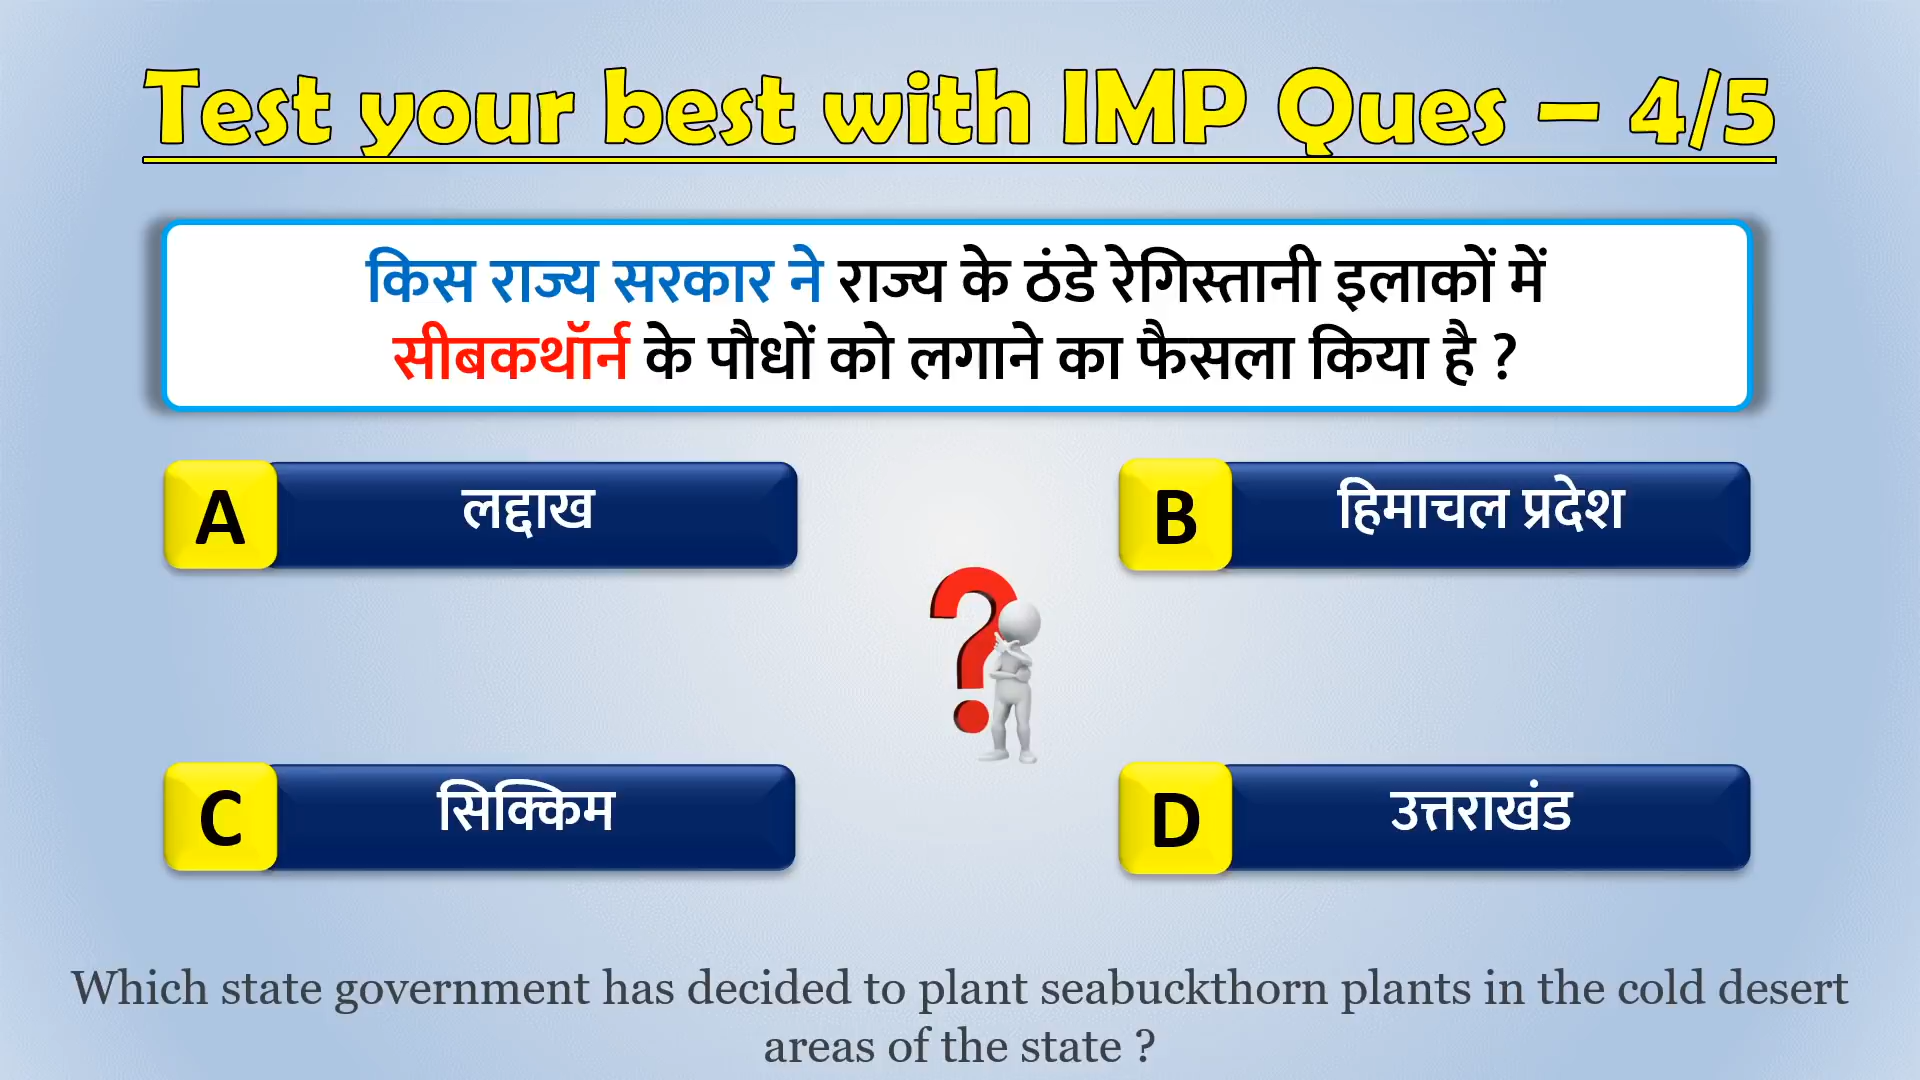 Test your best with IMP Ques – 4/5
किस राज्य सरकार ने राज्य के ठंडे रेगिस्तानी इलाकों में
सीबकथॉर्न के पौधों को लगाने का फैसला किया है ?
A लद्दाख
B हिमाचल प्रदेश
C सिक्किम
D उत्तराखंड
Which state government has decided to plant seabuckthorn plants in the cold desert
areas of the state ?